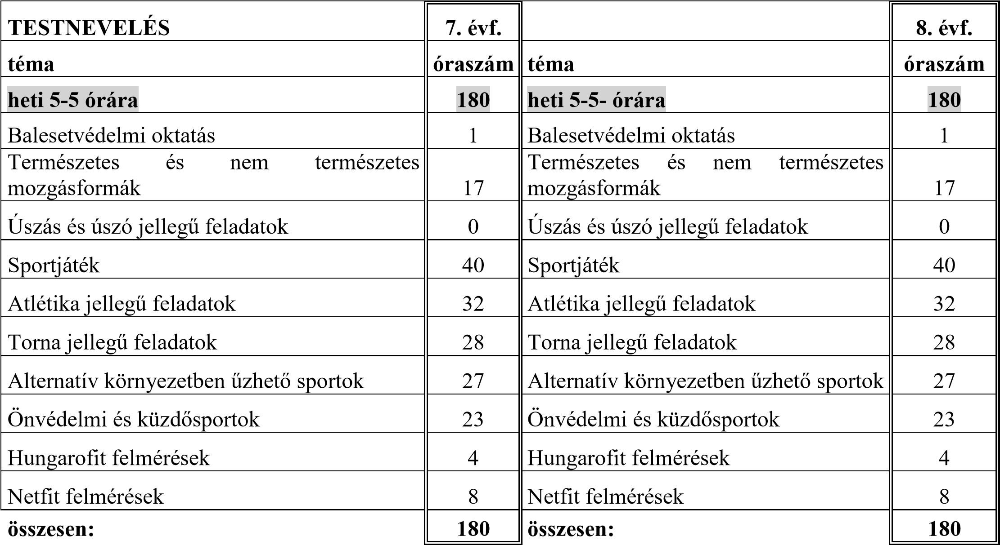 TESTNEVELÉS 7. évf. 8. évf.
téma óraszám téma óraszám
heti 5-5 órára 180 heti 5-5- órára 180
Balesetvédelmi oktatás 1 Balesetvédelmi oktatás 1
Természetes és nem természetes Természetes és nem természetes
mozgásformák 17 mozgásformák 17
Úszás és úszó jellegű feladatok 0 Úszás és úszó jellegű feladatok 0
Sportjáték 40 Sportjáték 40
Atlétika jellegű feladatok 32 Atlétika jellegű feladatok 32
Torna jellegű feladatok 28 Torna jellegű feladatok 28
Alternatív környezetben űzhető sportok 27 Alternatív környezetben űzhető sportok 27
Önvédelmi és küzdősportok 23 Önvédelmi és küzdősportok 23
Hungarofit felmérések 4 Hungarofit felmérések 4
Netfit felmérések 8 Netfit felmérések 8
összesen: 180 összesen: 180